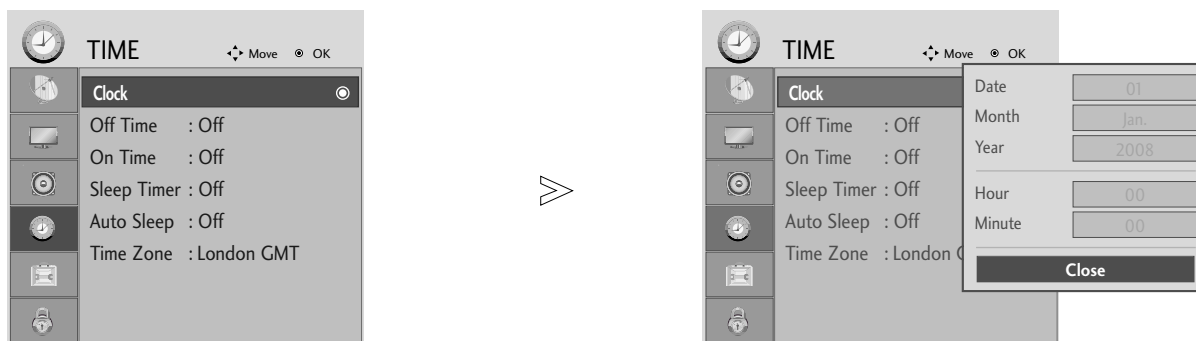 TIME
Move OK
Clock
Off Time : Off
On Time : Off
Sleep Timer : Off
Auto Sleep : Off
Time Zone : London GMT
TIME
Move OK
Clock
Off Time : Off
On Time : Off
Sleep Timer : Off
Auto Sleep : Off
Time Zone : London G
Date 01
Month Jan.
Year 2008
Hour 00
Minute 00
Close